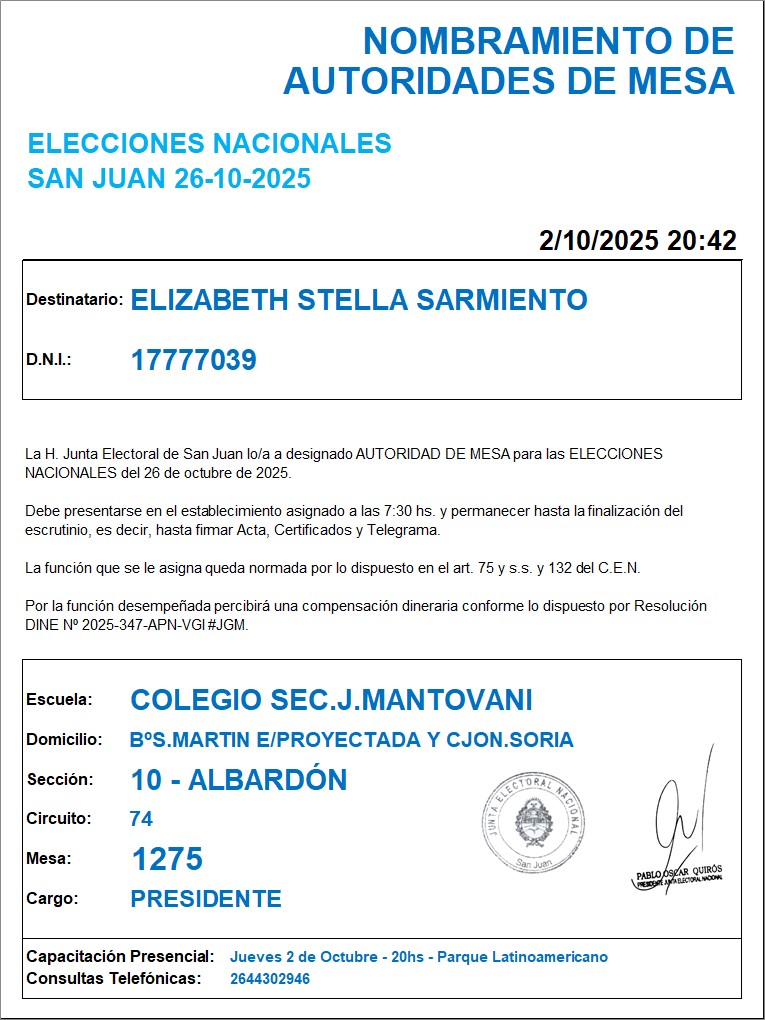 NOMBRAMIENTO DE
AUTORIDADES DE MESA
ELECCIONES NACIONALES
SAN JUAN 26-10-2025
2/10/2025 20:42
Destinatario: ELIZABETH STELLA SARMIENTO
D.N.I.: 17777039
La H. Junta Electoral de San Juan lo/a a designado AUTORIDAD DE MESA para las ELECCIONES
NACIONALES del 26 de octubre de 2025.
Debe presentarse en el establecimiento asignado a las 7:30 hs. y permanecer hasta la finalización del
escrutinio, es decir, hasta firmar Acta, Certificados y Telegrama.
La función que se le asigna queda normada por lo dispuesto en el art. 75 y s.s. y 132 del C.E.N.
Por la función desempeñada percibirá una compensación dineraria conforme lo dispuesto por Resolución
DINE Nº 2025-347-APN-VGI#JGM.
Escuela: COLEGIO SEC.J.MANTOVANI
Domicilio: BºS.MARTIN E/PROYECTADA Y CJON.SORIA
Sección: 10 - ALBARDÓN
Circuito: 74
Mesa: 1275
Cargo: PRESIDENTE
JUNTA ELECTORAL NACIONAL
San Juan
PABLO OSCAR QUIRÓS
PRESIDENTE JUNTA ELECTORAL NACIONAL
Capacitación Presencial: Jueves 2 de Octubre - 20hs - Parque Latinoamericano
Consultas Telefónicas: 2644302946